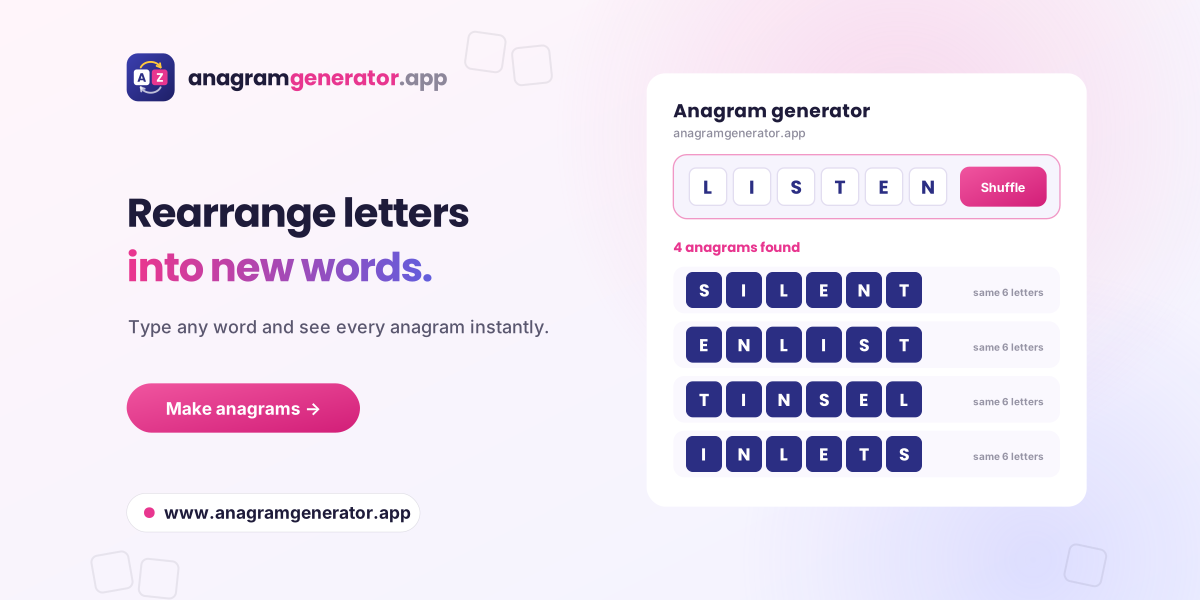 A Z
anagramgenerator.app
Rearrange letters
into new words.
Type any word and see every anagram instantly.
Make anagrams →
www.anagramgenerator.app
Anagram generator
anagramgenerator.app
L I S T E N Shuffle
4 anagrams found
S I L E N T same 6 letters
E N L I S T same 6 letters
T I N S E L same 6 letters
I N L E T S same 6 letters